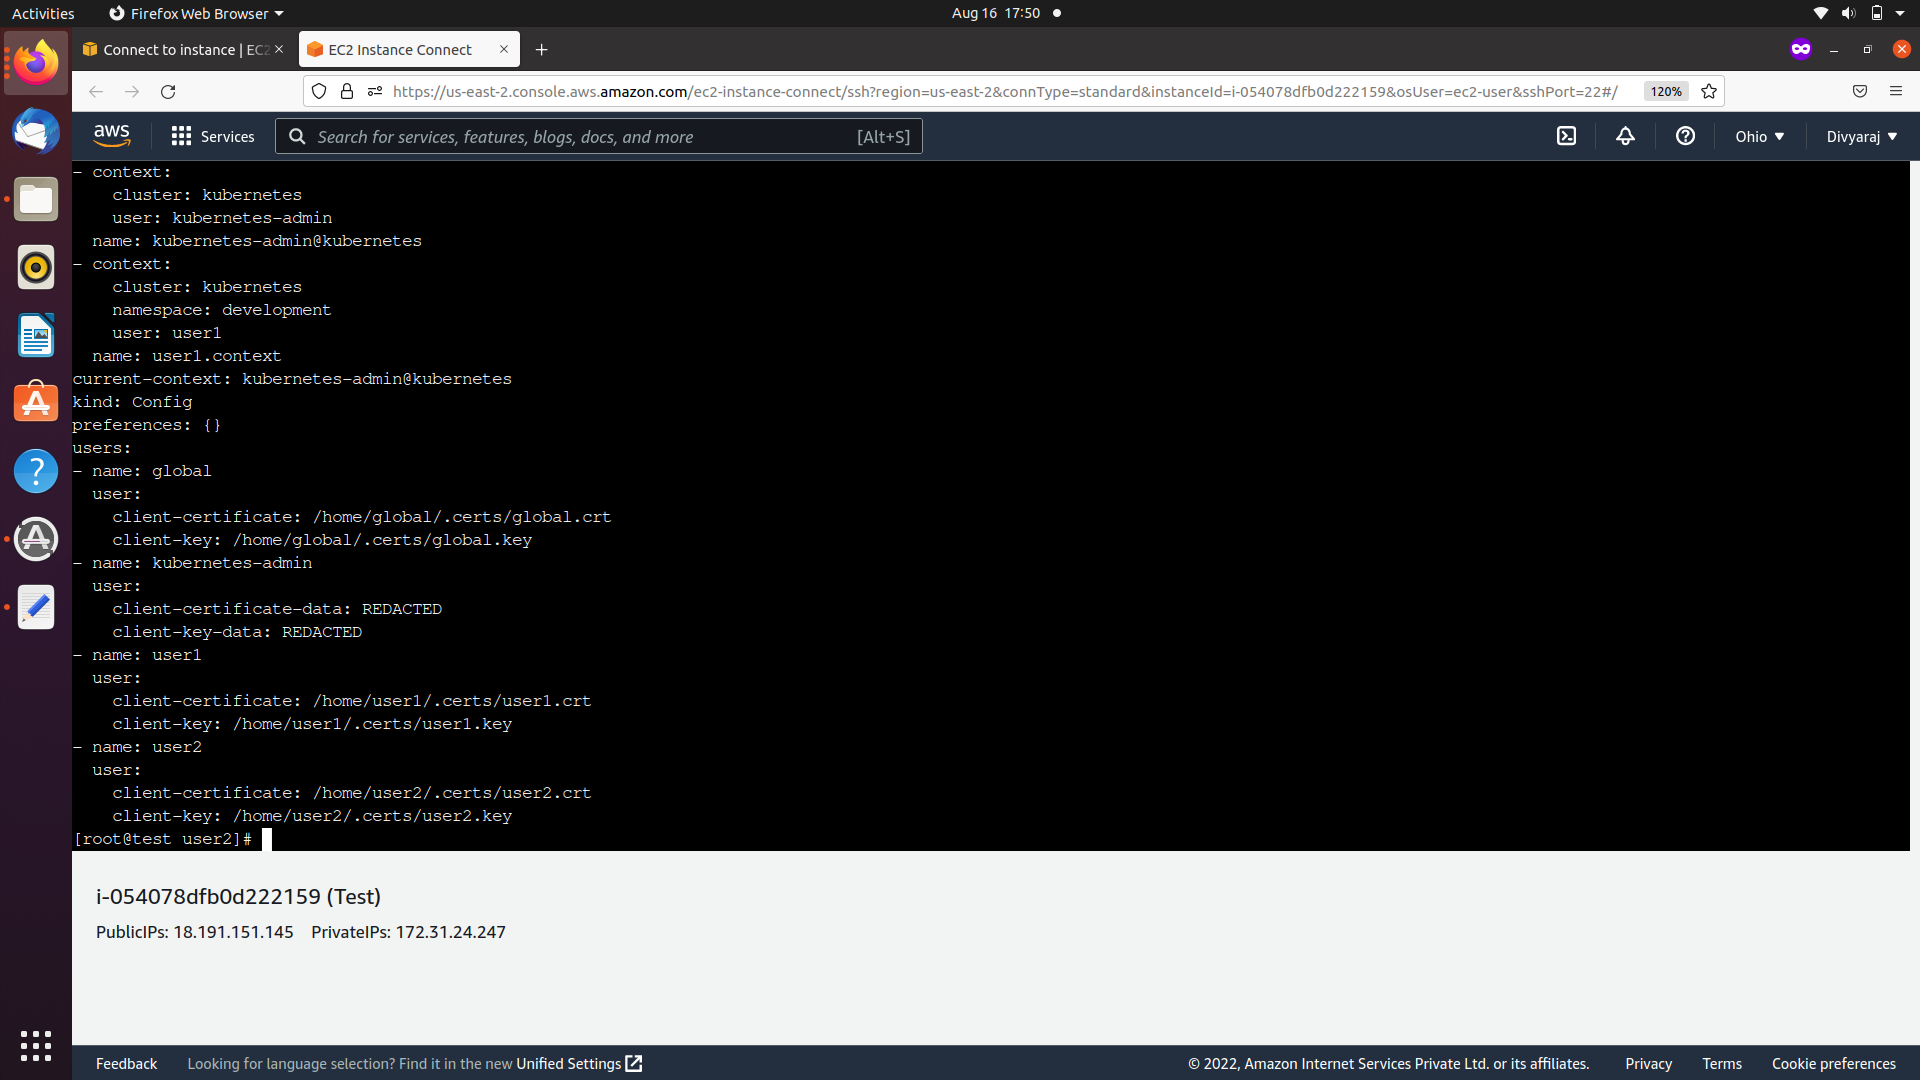 Activities Firefox Web Browser Aug 16 17:50
Connect to instance | EC2 EC2 Instance Connect
https://us-east-2.console.aws.amazon.com/ec2-instance-connect/ssh?region=us-east-2&connType=standard&instanceId=i-054078dfb0d222159&osUser=ec2-user&sshPort=22#/ 120%
aws Services Search for services, features, blogs, docs, and more [Alt+S] Ohio Divyaraj
- context:
    cluster: kubernetes
    user: kubernetes-admin
  name: kubernetes-admin@kubernetes
- context:
    cluster: kubernetes
    namespace: development
    user: user1
  name: user1.context
current-context: kubernetes-admin@kubernetes
kind: Config
preferences: {}
users:
- name: global
  user:
    client-certificate: /home/global/.certs/global.crt
    client-key: /home/global/.certs/global.key
- name: kubernetes-admin
  user:
    client-certificate-data: REDACTED
    client-key-data: REDACTED
- name: user1
  user:
    client-certificate: /home/user1/.certs/user1.crt
    client-key: /home/user1/.certs/user1.key
- name: user2
  user:
    client-certificate: /home/user2/.certs/user2.crt
    client-key: /home/user2/.certs/user2.key
[root@test user2]#
i-054078dfb0d222159 (Test)
PublicIPs: 18.191.151.145 PrivateIPs: 172.31.24.247
Feedback Looking for language selection? Find it in the new Unified Settings © 2022, Amazon Internet Services Private Ltd. or its affiliates. Privacy Terms Cookie preferences